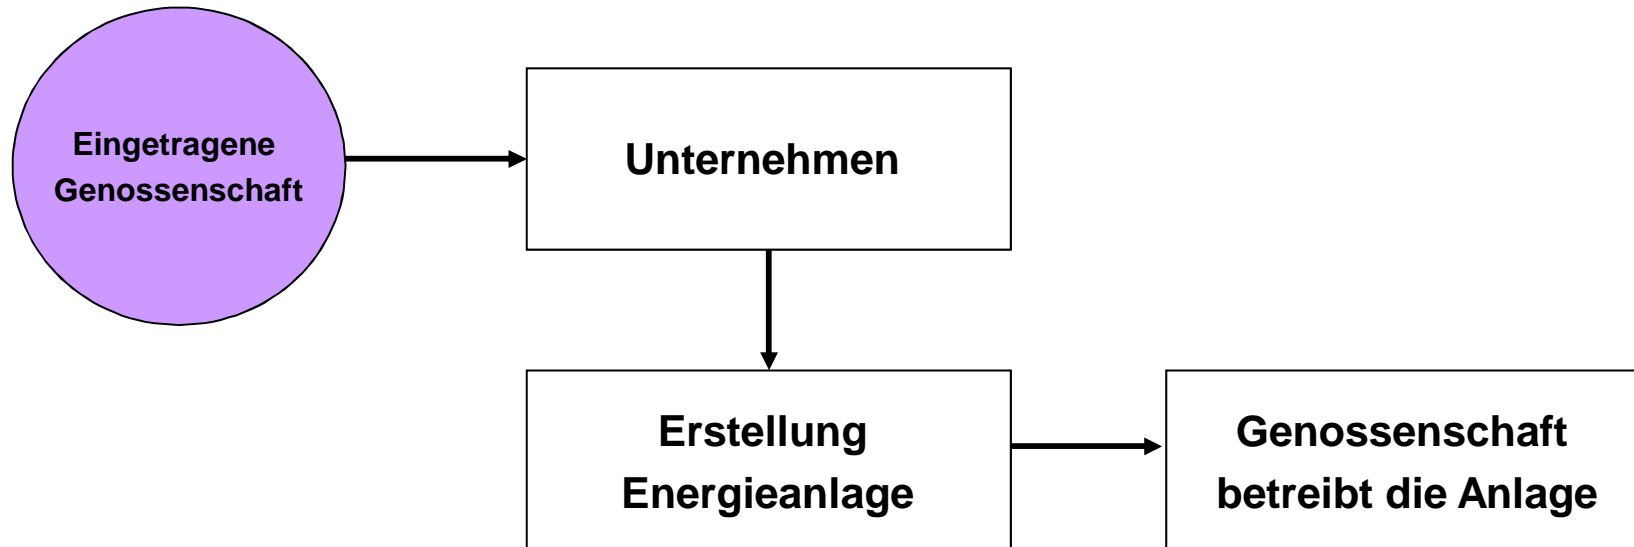 Eingetragene
Genossenschaft
Unternehmen
Erstellung
Energieanlage
Genossenschaft
betreibt die Anlage